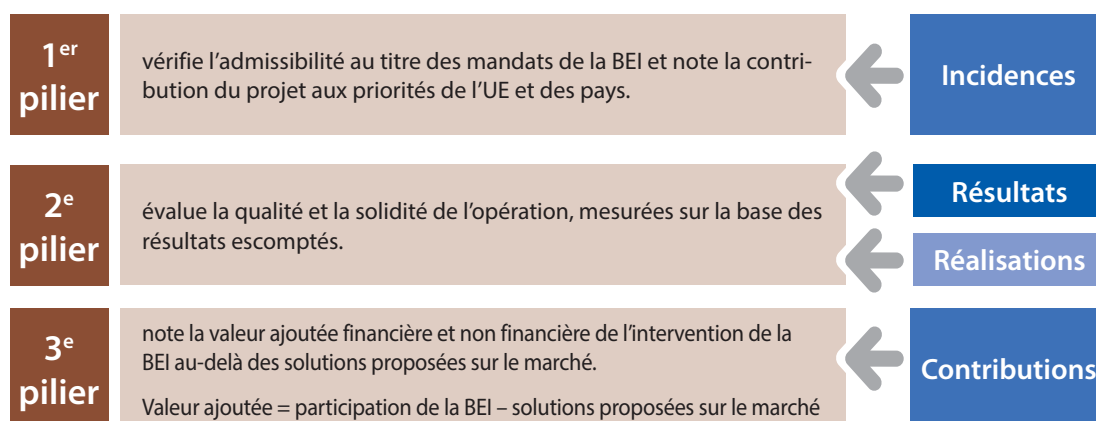 1er
pilier
vérifie l’admissibilité au titre des mandats de la BEI et note la contri-
bution du projet aux priorités de l’UE et des pays.
Incidences
2e
pilier
évalue la qualité et la solidité de l’opération, mesurées sur la base des
résultats escomptés.
Résultats
Réalisations
3e
pilier
note la valeur ajoutée financière et non financière de l’intervention de la
BEI au-delà des solutions proposées sur le marché.
Valeur ajoutée = participation de la BEI – solutions proposées sur le marché
Contributions